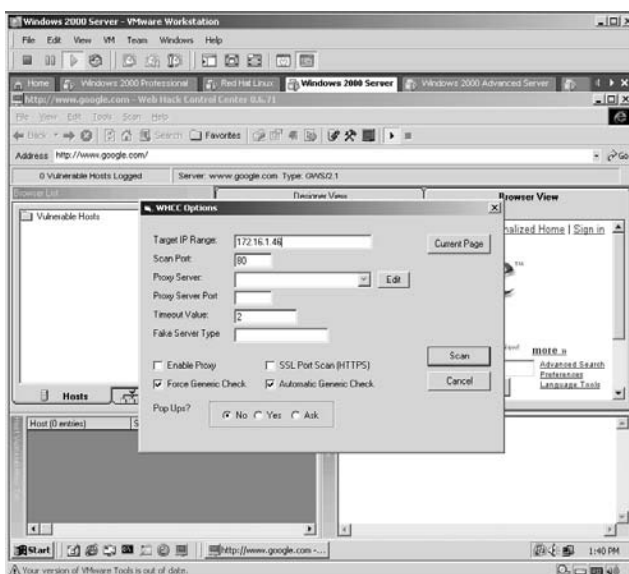 Windows 2000 Server - VMware Workstation
File Edit View VM Team Windows Help
Home Windows 2000 Professional Red Hat Linux Windows 2000 Server Windows 2000 Advanced Server
http://www.google.com - Web Hack Control Center 0.6.71
File View Edit Tools Scan Help
Back Search Favorites
Address http://www.google.com/ Go
0 Vulnerable Hosts Logged Server: www.google.com Type: GWS/2.1
Browser List Designer View Browser View
Vulnerable Hosts
WHCC Options
Target IP Range: 172.16.1.46 Current Page
Scan Port: 80
Proxy Server: Edit
Proxy Server Port
Timeout Value: 2
Fake Server Type
Enable Proxy SSL Port Scan (HTTPS) Scan
Force Generic Check Automatic Generic Check Cancel
Pop Ups? No Yes Ask
nalized Home | Sign in
TM
more »
Advanced Search
Preferences
Language Tools
Hosts
Host (0 entries) S
Start http://www.google.com -... 1:40 PM
Your version of VMware Tools is out of date.